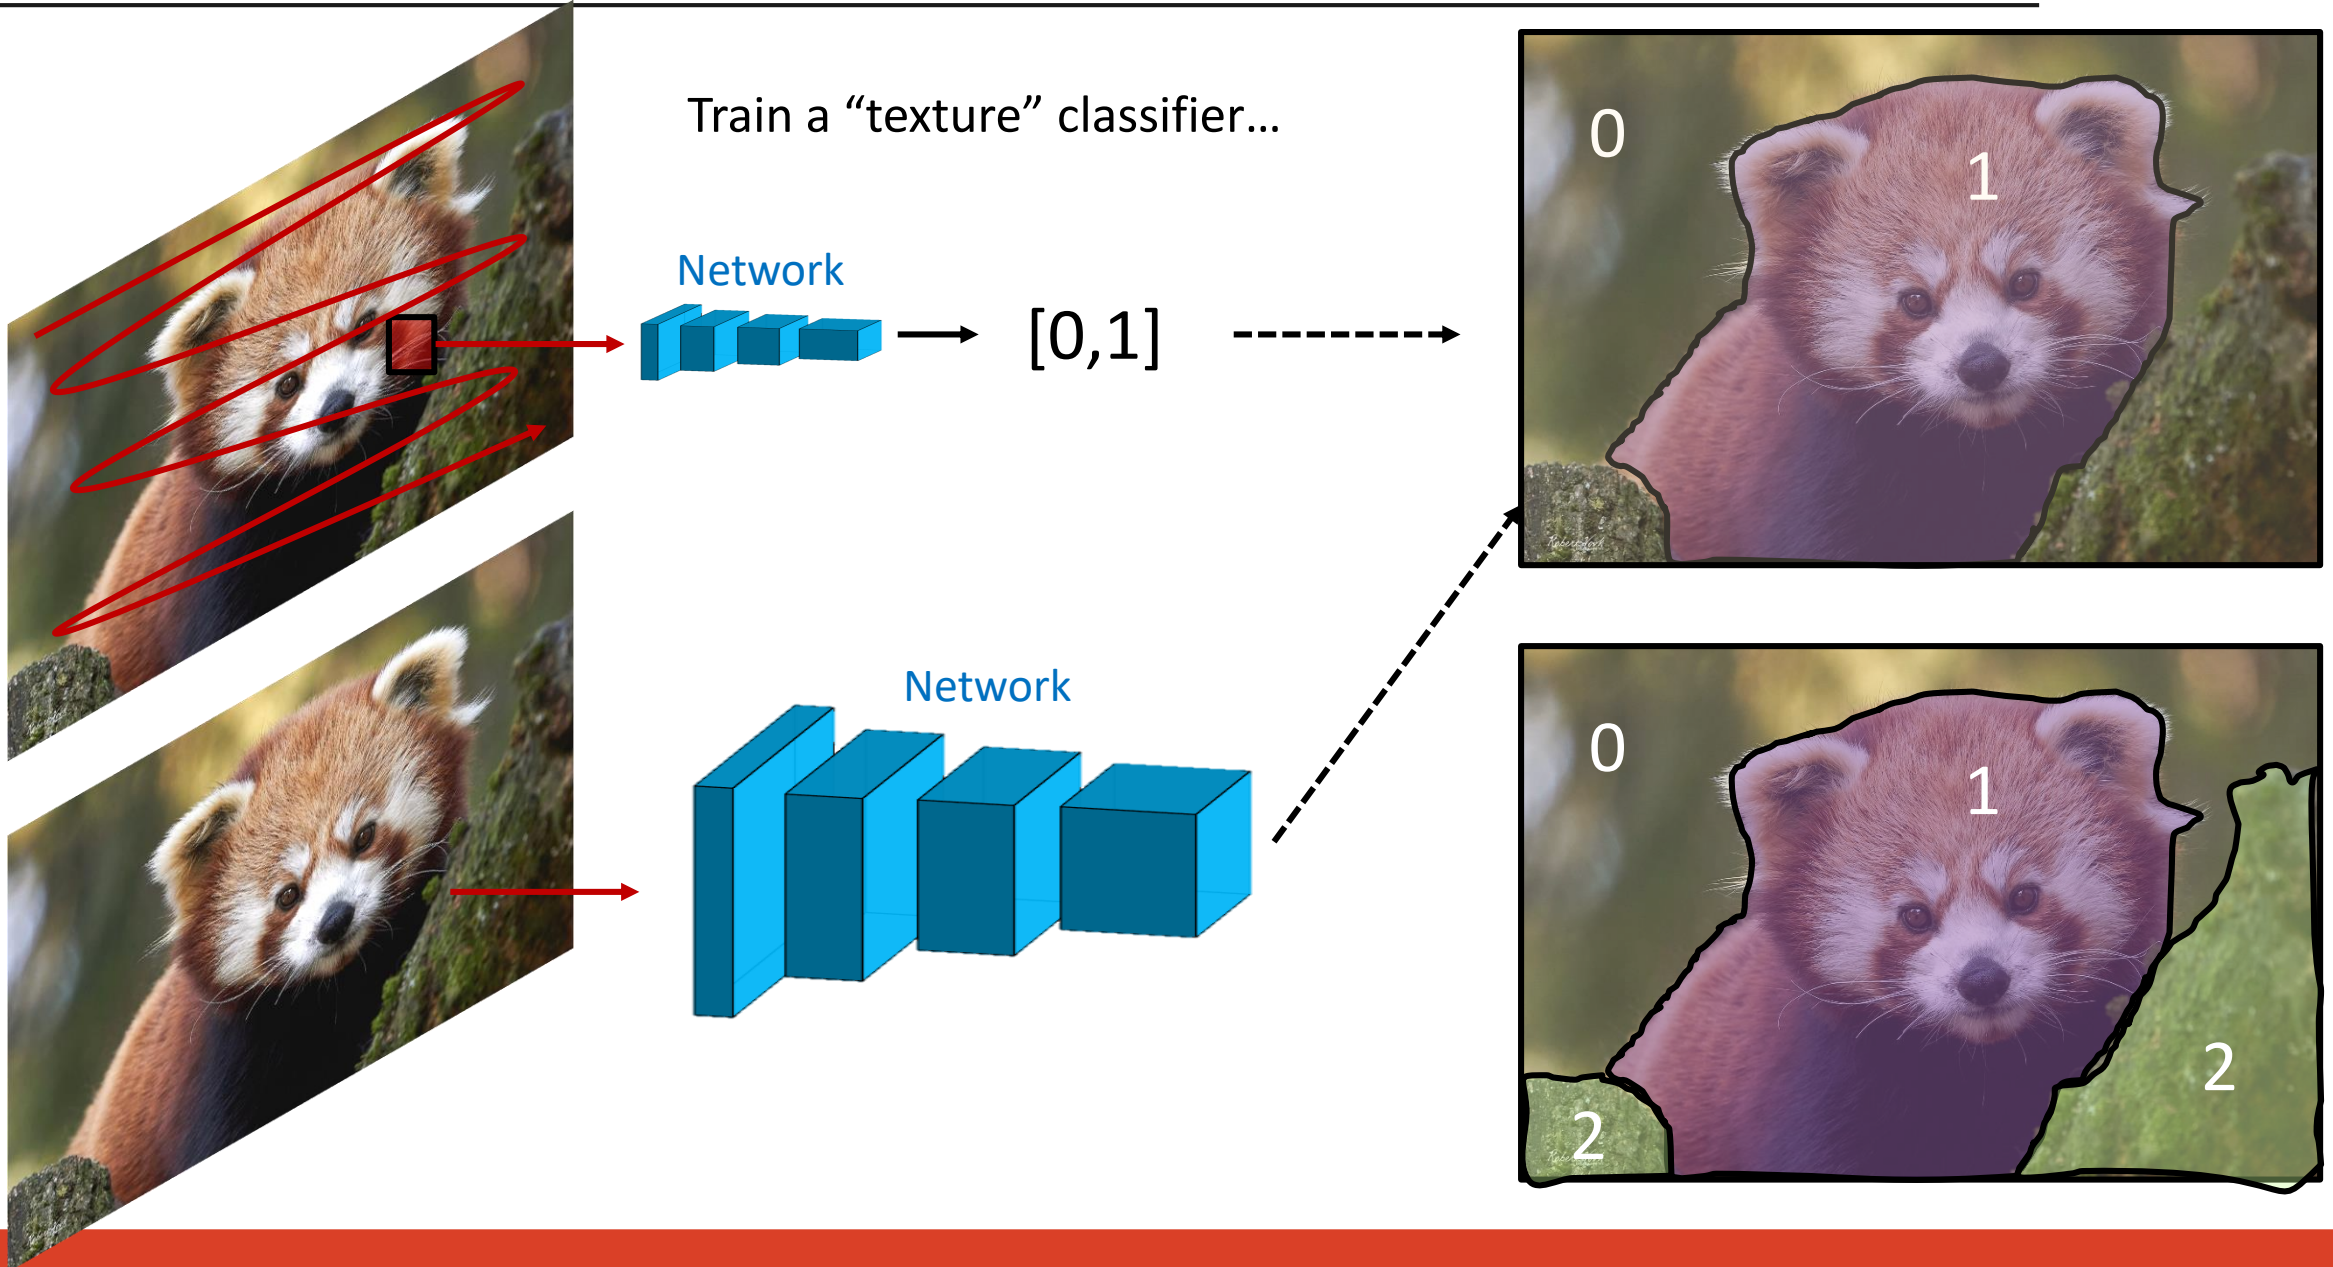 Train a “texture” classifier…
0
1
Network
[0,1]
Network
0
1
2
2